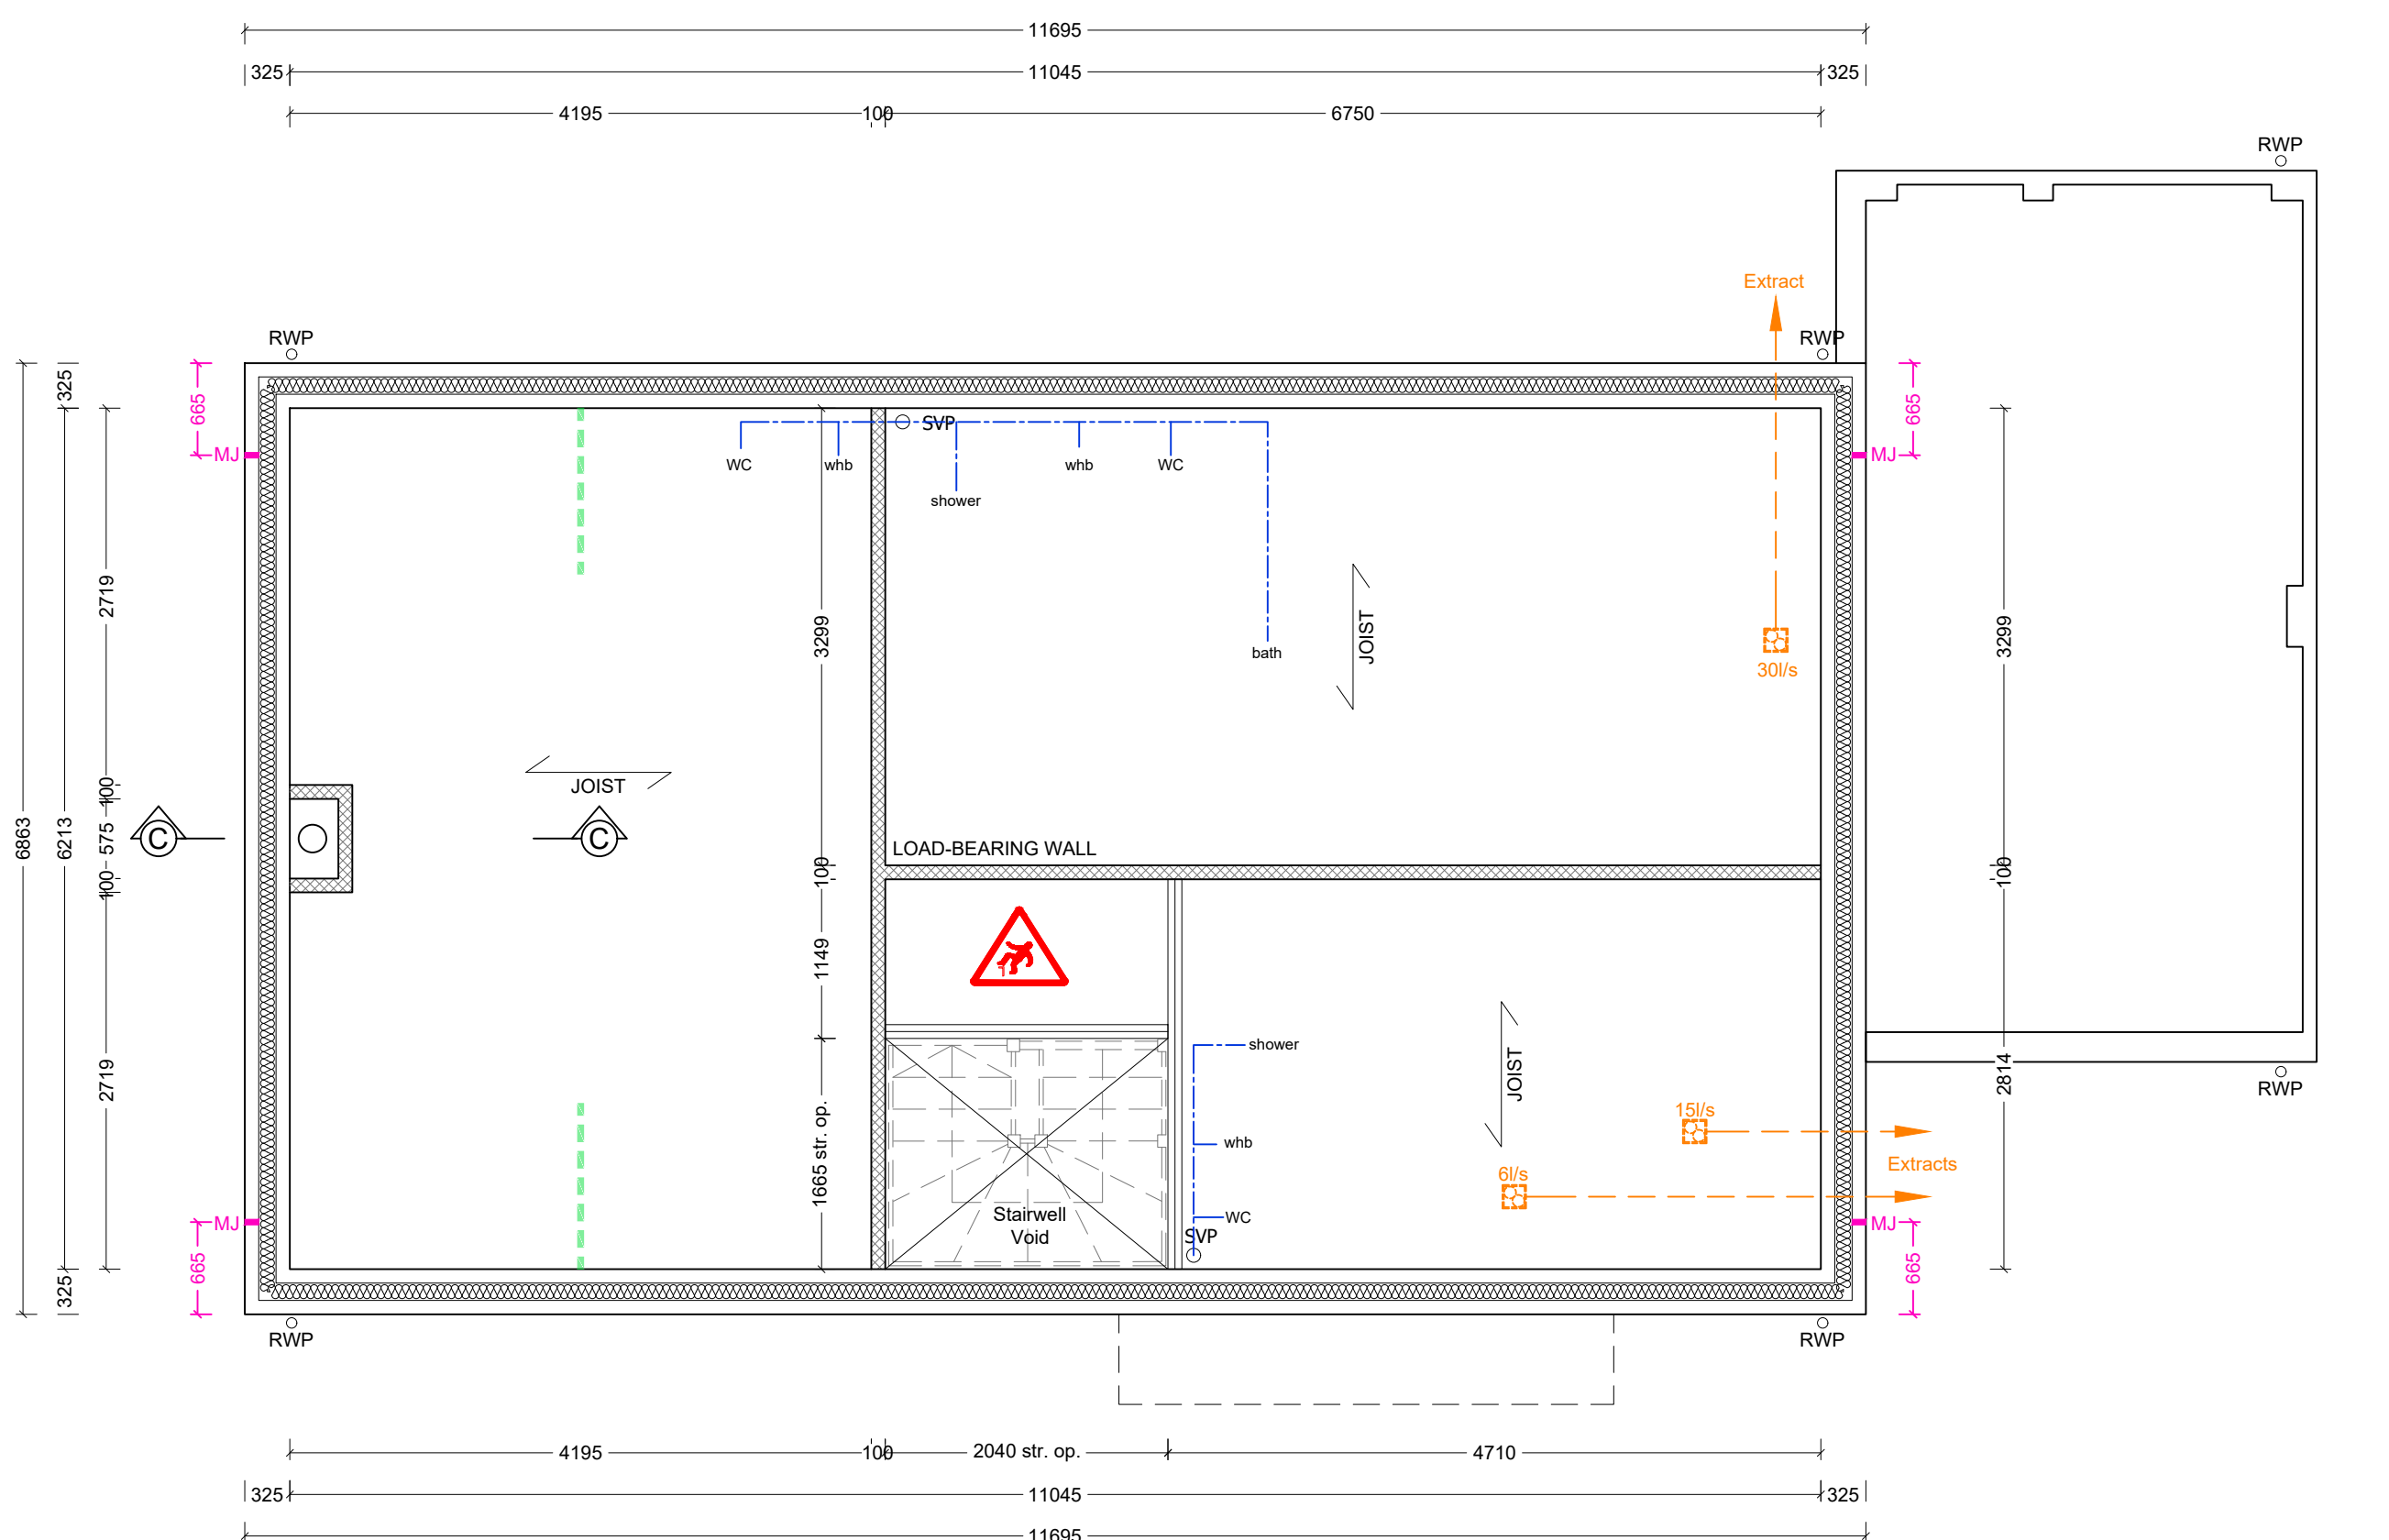 11695
325
11045
325
4195
100
6750
RWP
Extract
RWP
RWP
325
665
665
SVP
MJ
MJ
WC
whb
whb
WC
shower
2719
3299
JOIST
3299
bath
30l/s
JOIST
100
6863
6213
575
C
C
LOAD-BEARING WALL
100
100
100
1149
shower
JOIST
2814
RWP
2719
15l/s
whb
1665 str. op.
Extracts
6l/s
Stairwell
Void
WC
MJ
SVP
MJ
665
665
325
RWP
RWP
4195
100
2040 str. op.
4710
325
11045
325
11695